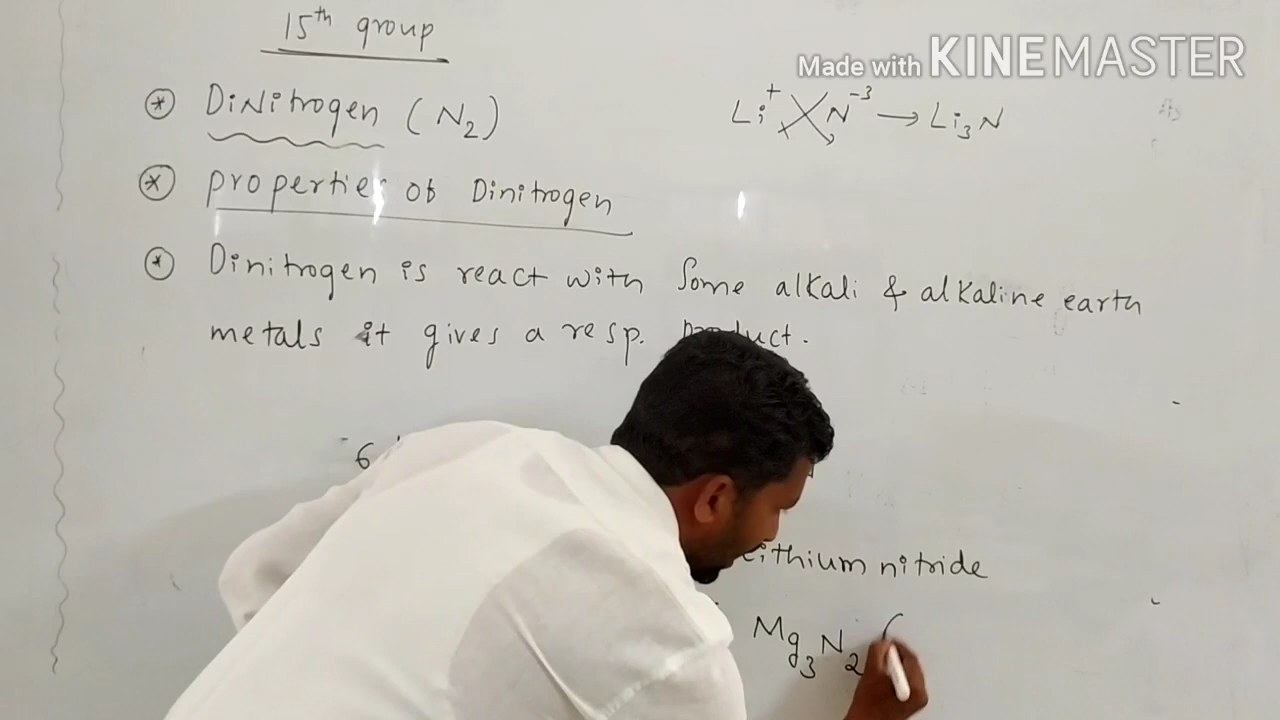 15th group
Made with KINEMASTER
⊛ DiNitrogen (N₂)
Li⁺ N⁻³ → Li₃N
⊛ properties of Dinitrogen
⊛ Dinitrogen is react with Some alkali & alkaline earth
metals it gives a resp. product.
6
Lithium nitride
Mg₃N₂ (